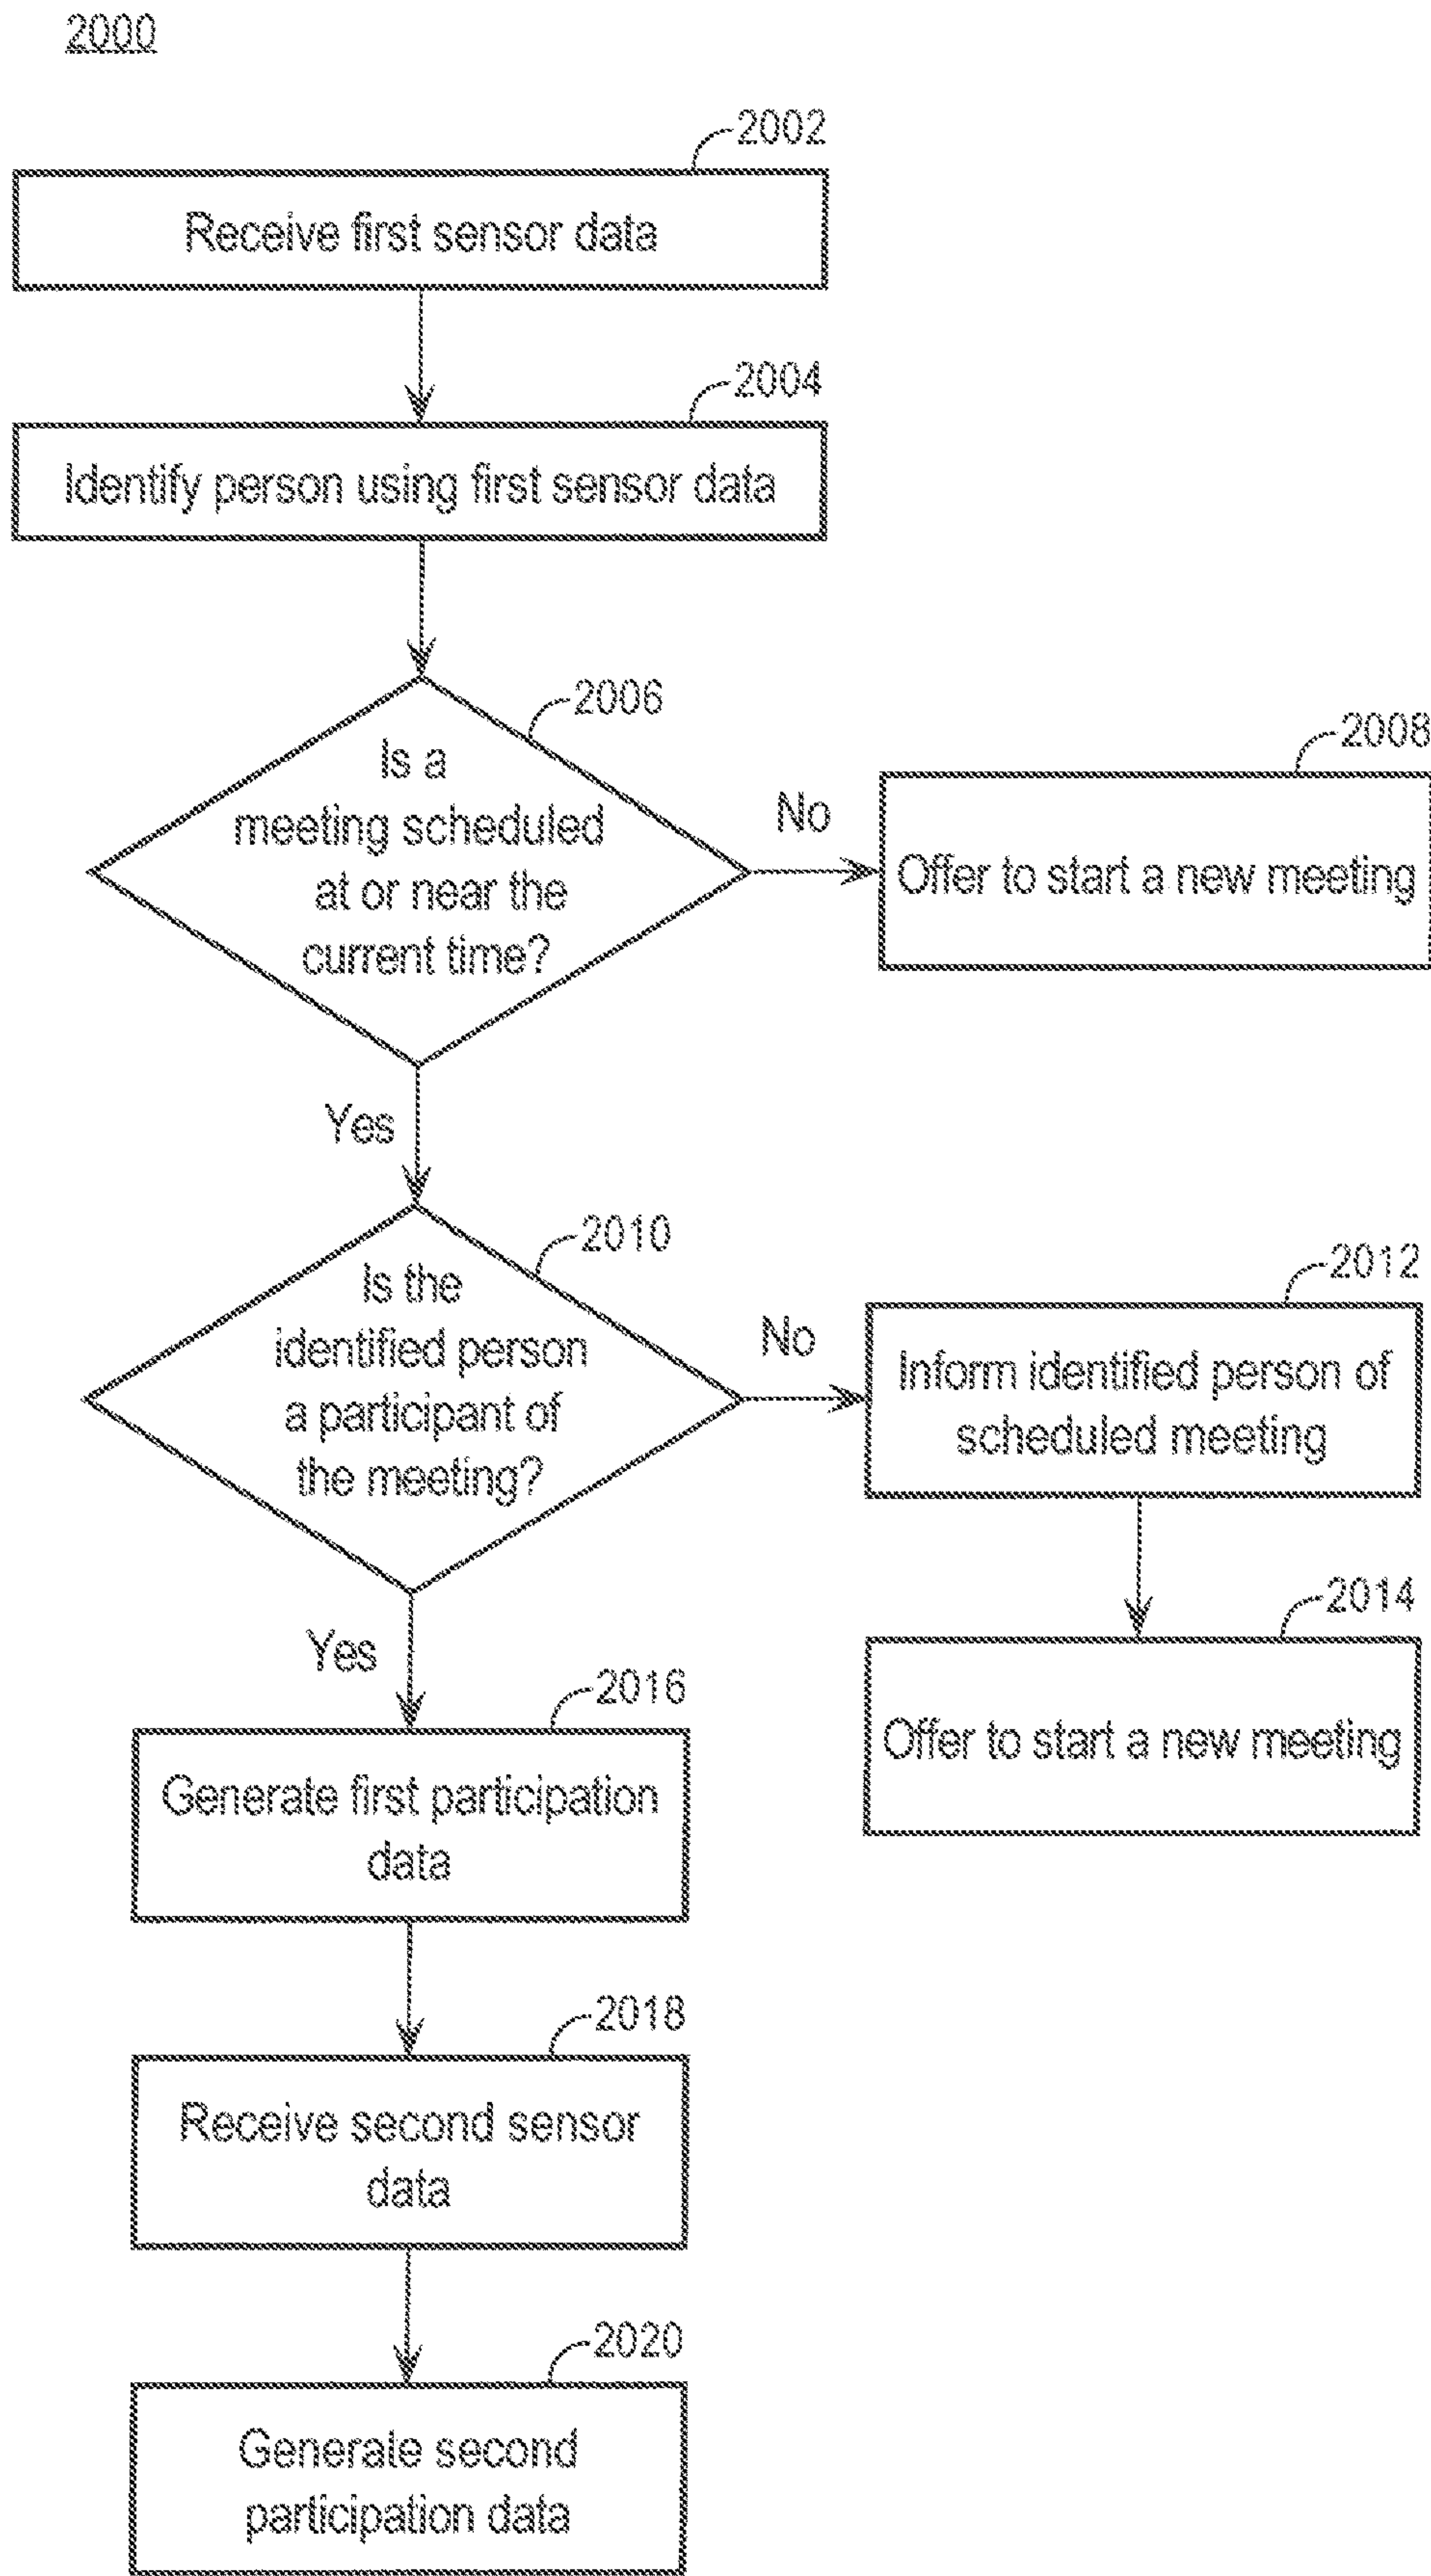 2000
2002
Receive first sensor data
2004
Identify person using first sensor data
2006
Is a
meeting scheduled
at or near the
current time?
No
2008
Offer to start a new meeting
Yes
2010
Is the
identified person
a participant of
the meeting?
No
2012
Inform identified person of
scheduled meeting
2014
Offer to start a new meeting
Yes
2016
Generate first participation
data
2018
Receive second sensor
data
2020
Generate second
participation data